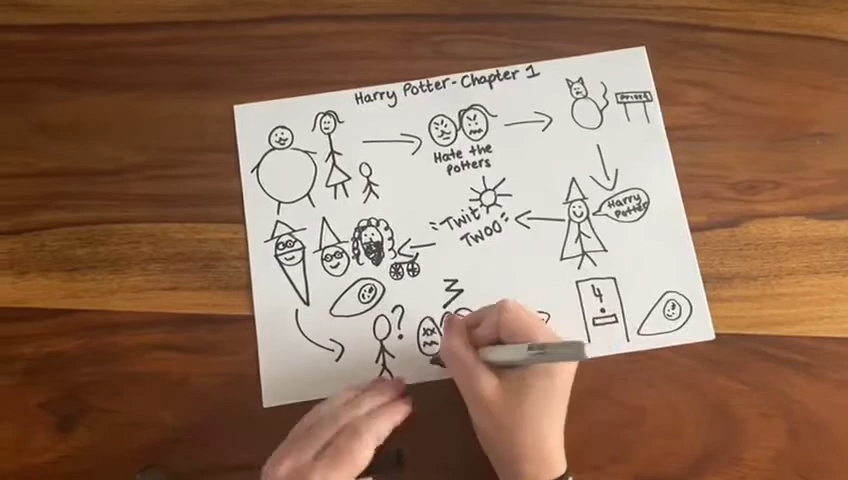 Harry Potter - Chapter 1
Hate the
potters
Harry
Potter
Twit
Twoo
?
4